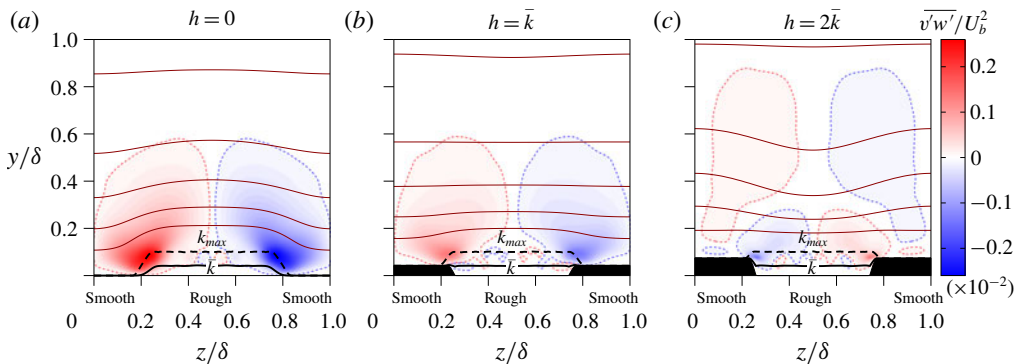 (a) h = 0 (b) h = k̄ (c) h = 2k̄ v′w′/U_b^2
1.0
0.8
0.6
y/δ
0.4
0.2
k_max k_max k_max
k̄ k̄ k̄
0.2
0.1
0
−0.1
−0.2
(×10−2)
Smooth Rough Smooth Smooth Rough Smooth Smooth Rough Smooth
0 0.2 0.4 0.6 0.8 1.0 0 0.2 0.4 0.6 0.8 1.0 0 0.2 0.4 0.6 0.8 1.0
z/δ z/δ z/δ